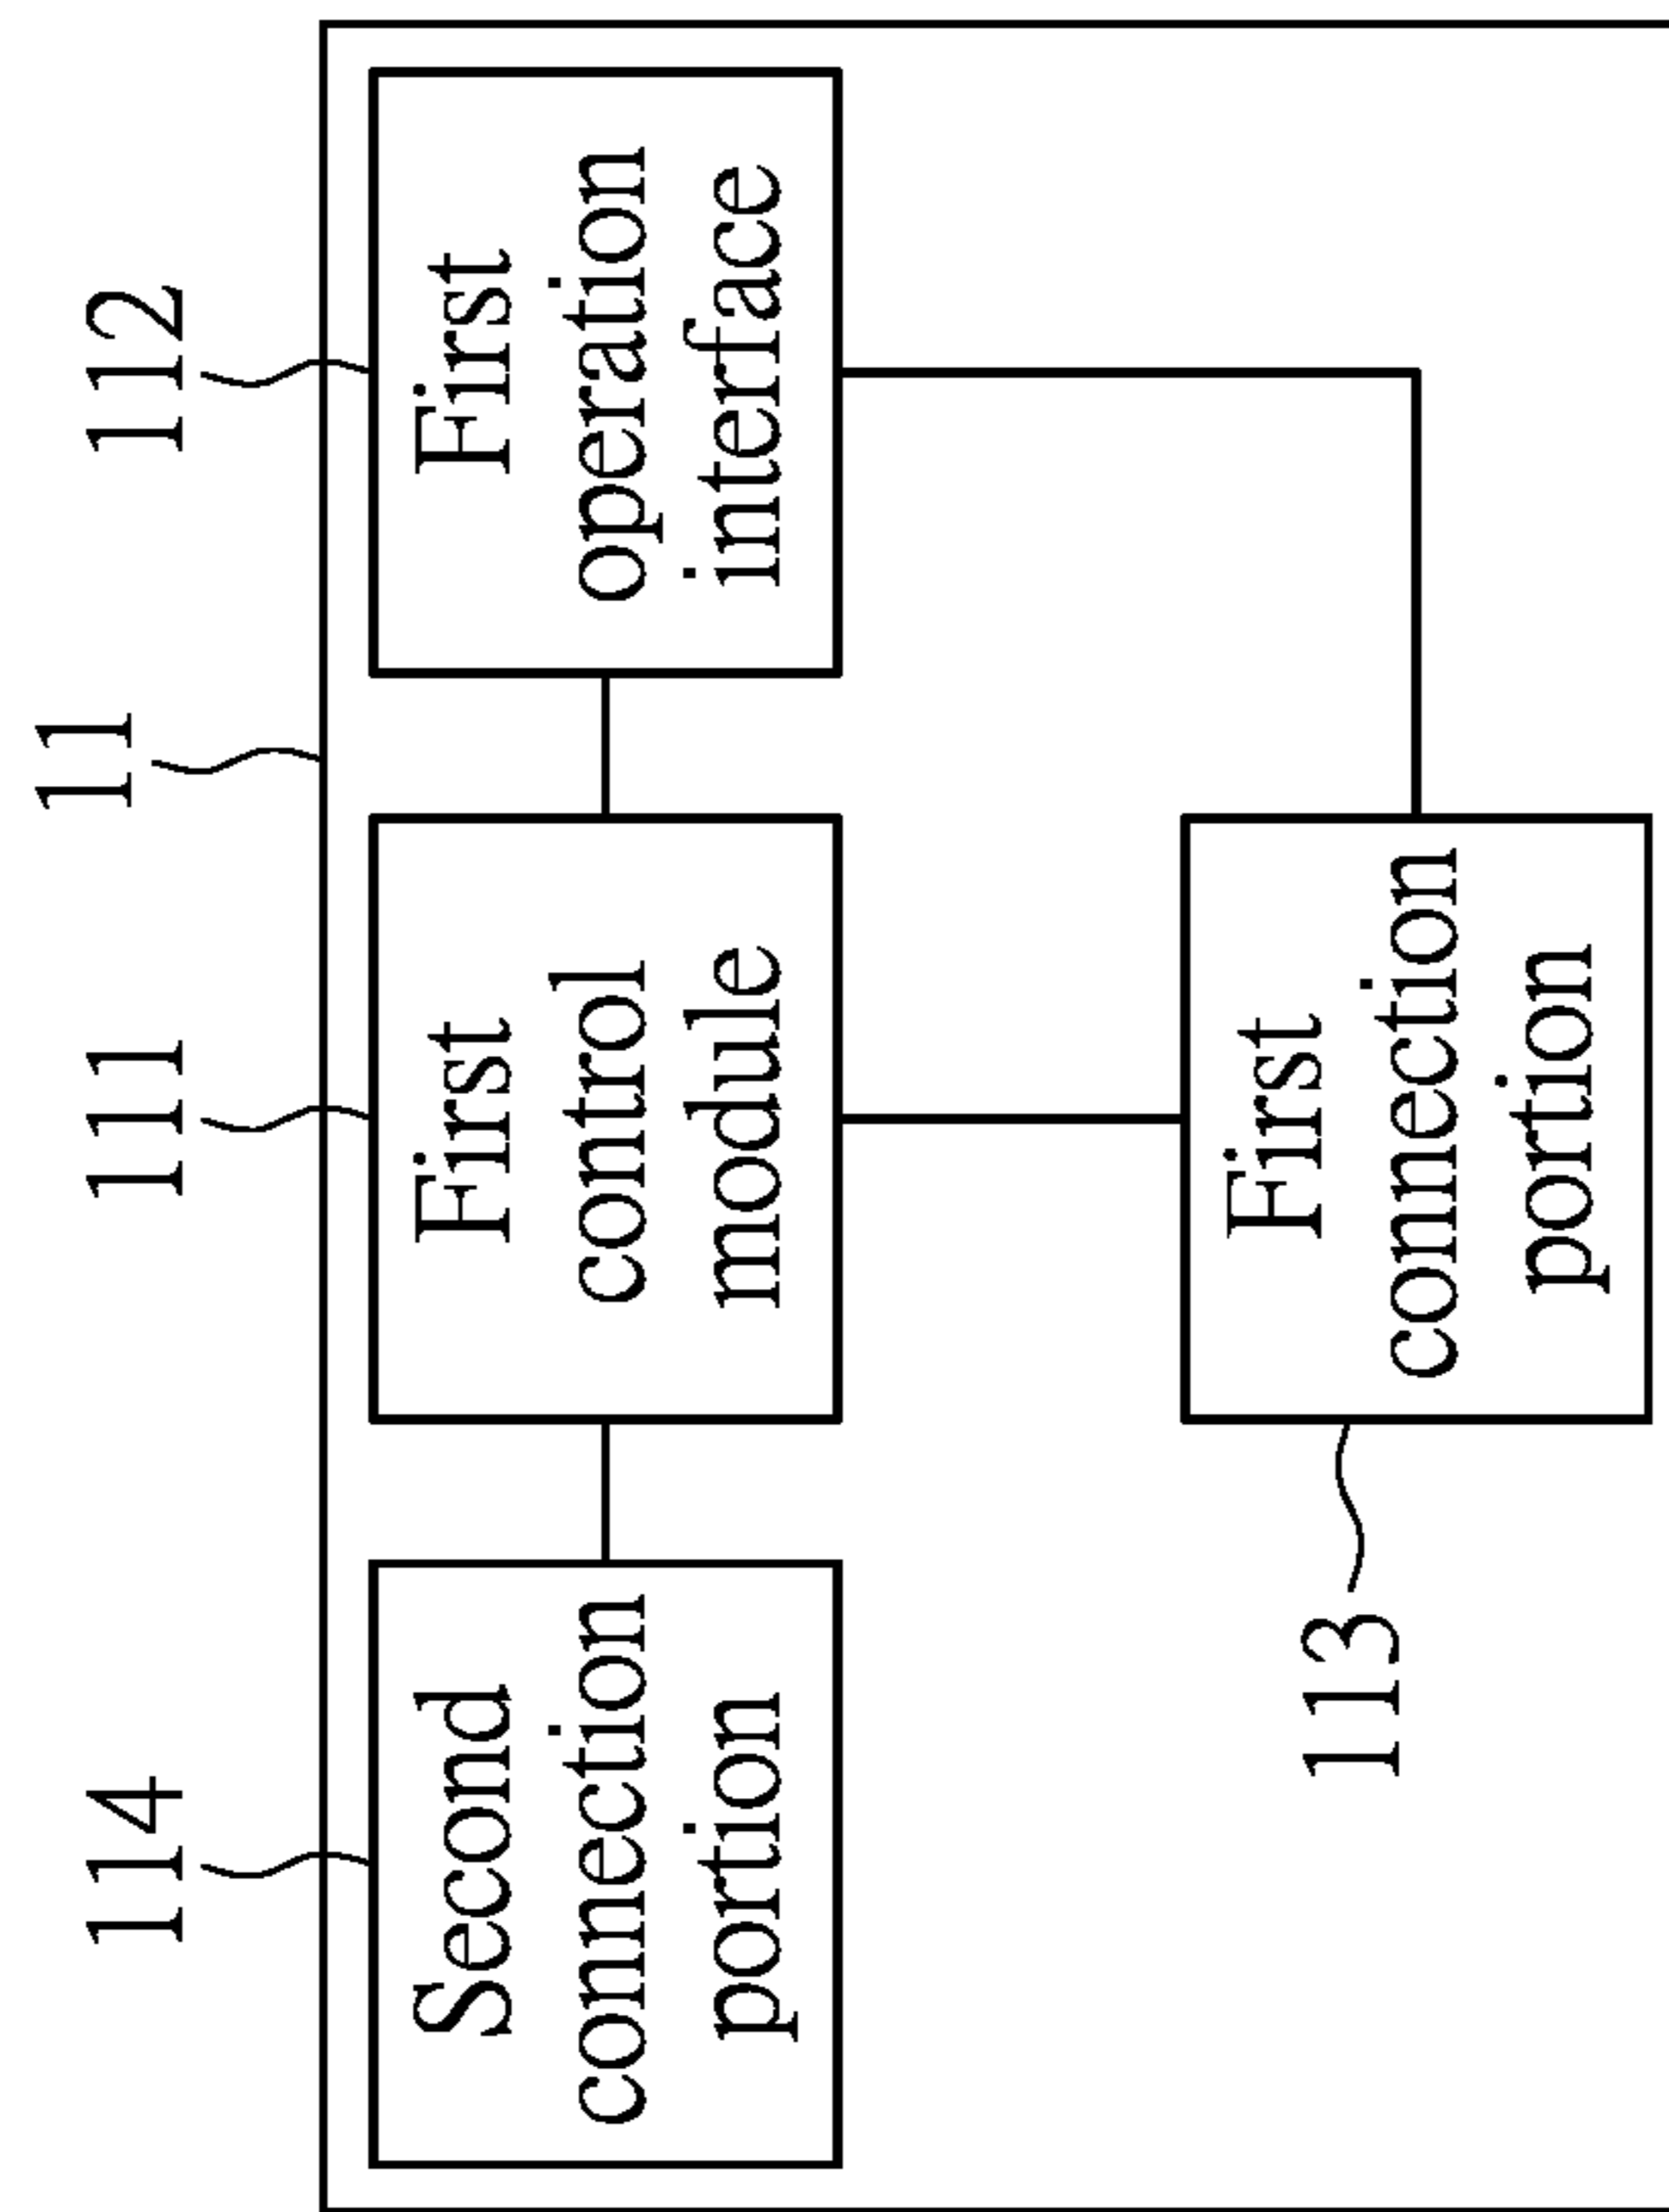 11
114
111
112
Second
connection
portion
First
control
module
First
operation
interface
First
connection
portion
113